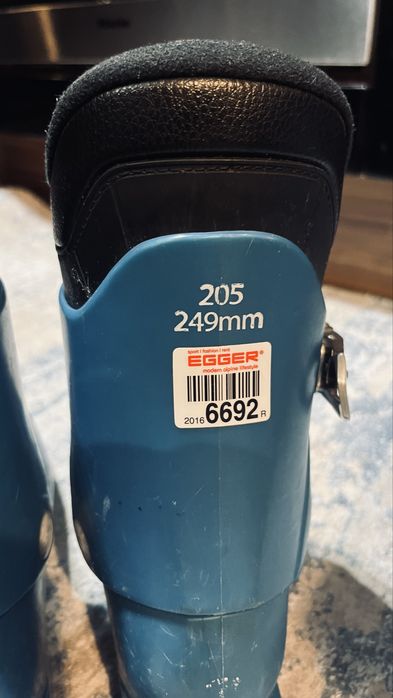 205
249mm
sport | fashion | rent
EGGER®
modern alpine lifestyle
2016 6692 R